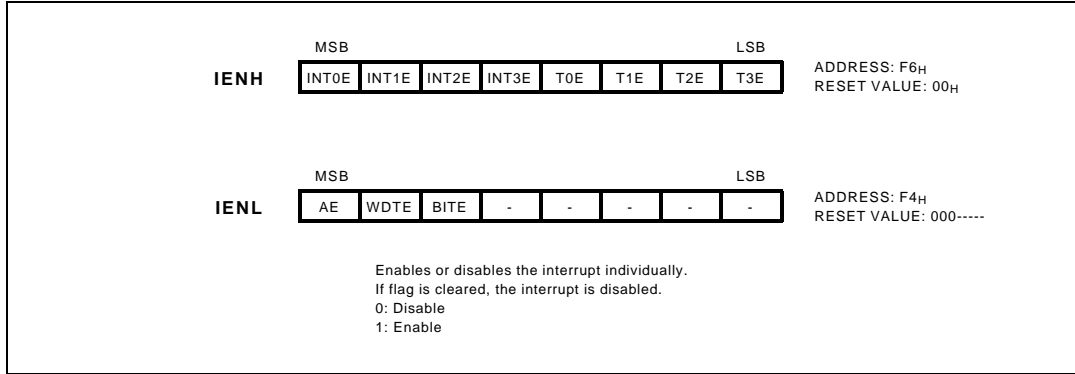 MSB LSB
IENH INT0E INT1E INT2E INT3E T0E T1E T2E T3E ADDRESS: F6H
RESET VALUE: 00H
MSB LSB
IENL AE WDTE BITE - - - - - ADDRESS: F4H
RESET VALUE: 000-----
Enables or disables the interrupt individually.
If flag is cleared, the interrupt is disabled.
0: Disable
1: Enable